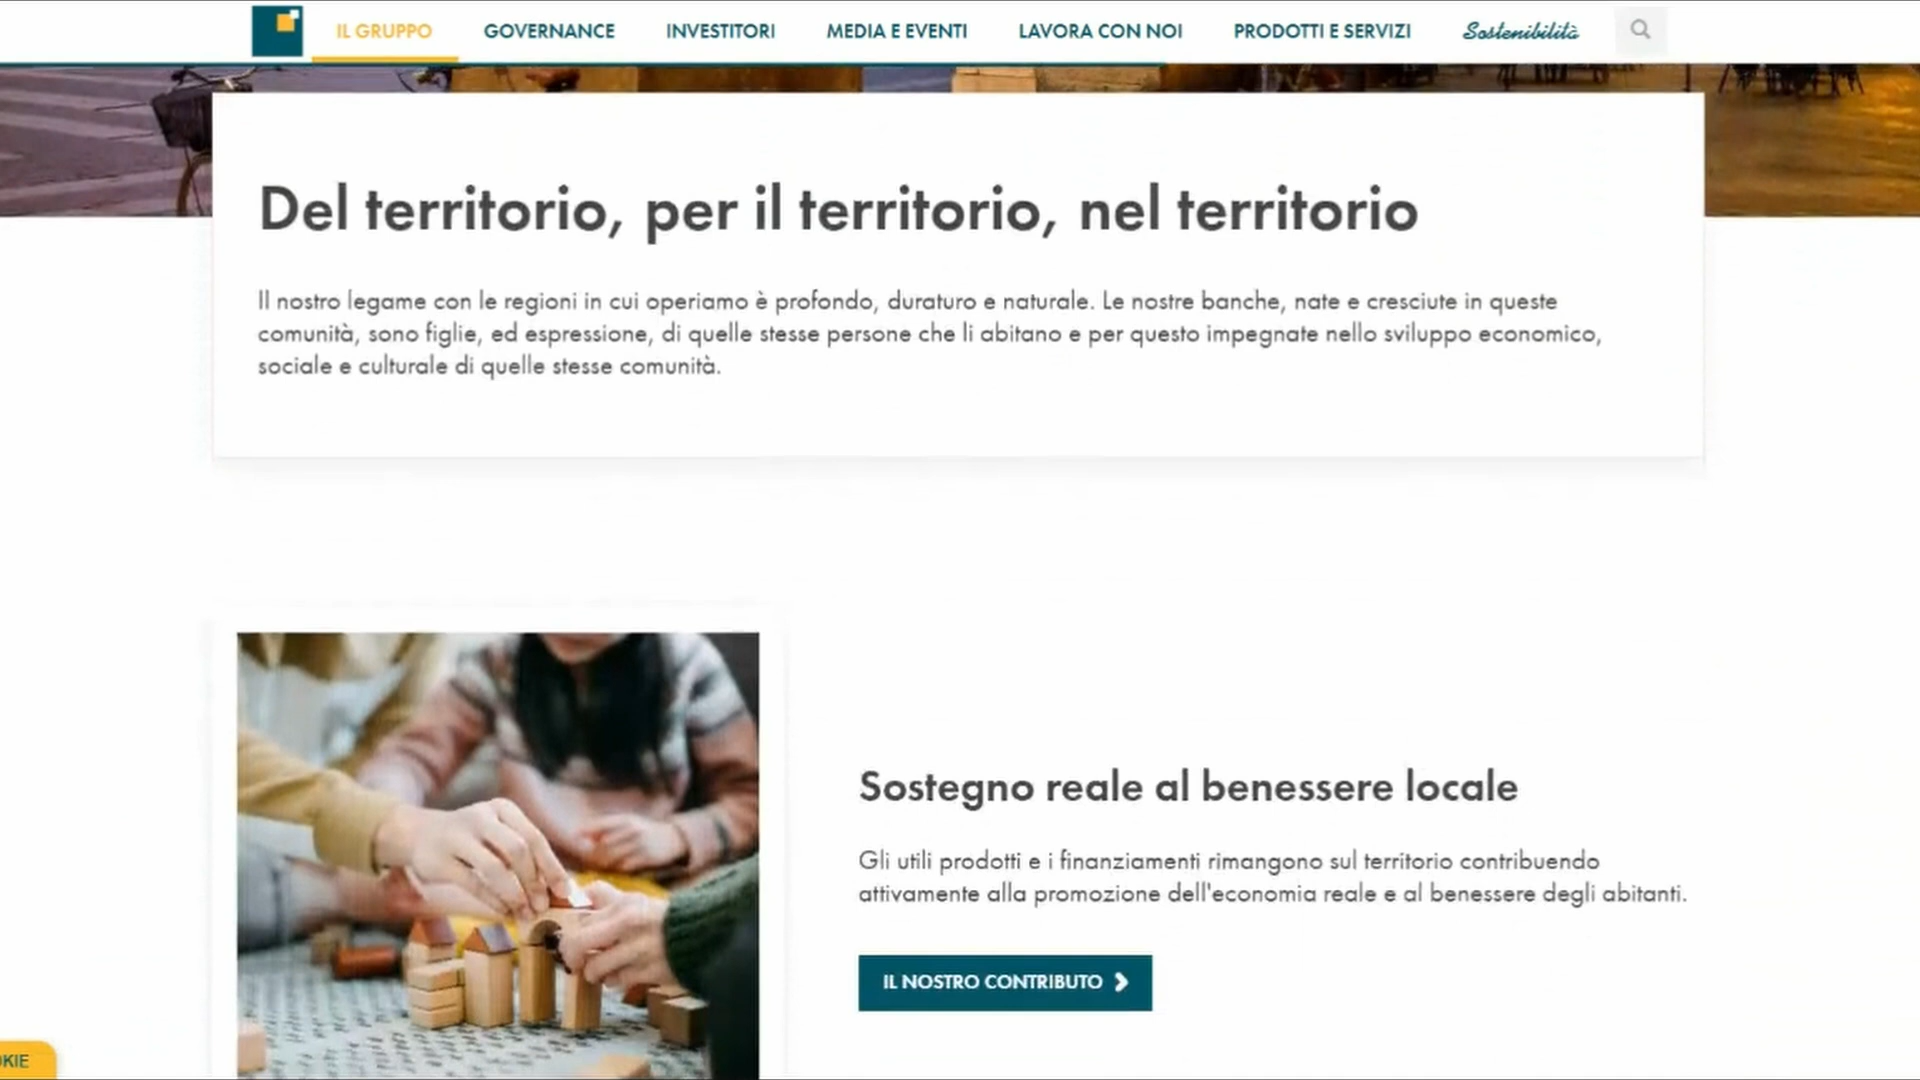 IL GRUPPO GOVERNANCE INVESTITORI MEDIA E EVENTI LAVORA CON NOI PRODOTTI E SERVIZI Sostenibilità
Del territorio, per il territorio, nel territorio
Il nostro legame con le regioni in cui operiamo è profondo, duraturo e naturale. Le nostre banche, nate e cresciute in queste
comunità, sono figlie, ed espressione, di quelle stesse persone che li abitano e per questo impegnate nello sviluppo economico,
sociale e culturale di quelle stesse comunità.
Sostegno reale al benessere locale
Gli utili prodotti e i finanziamenti rimangono sul territorio contribuendo
attivamente alla promozione dell'economia reale e al benessere degli abitanti.
IL NOSTRO CONTRIBUTO